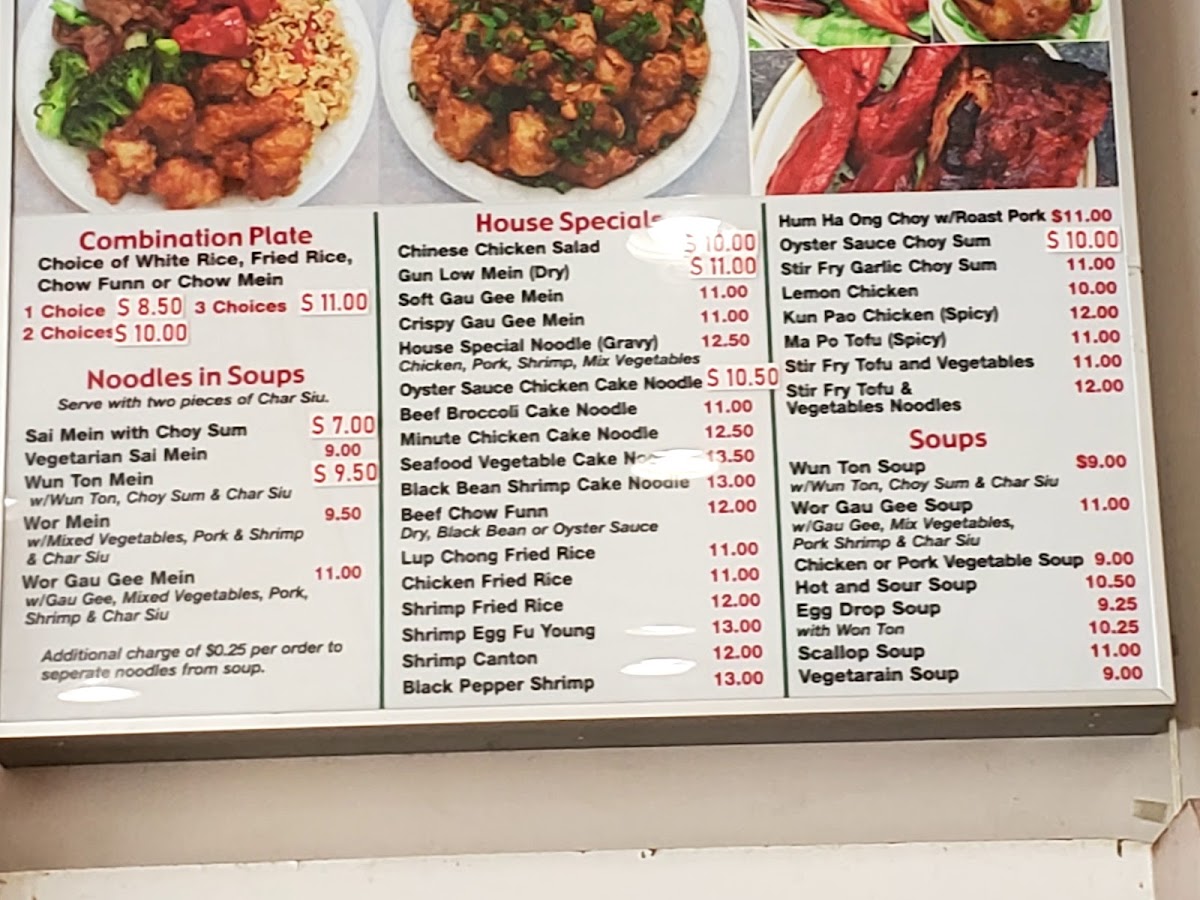 Combination Plate
Choice of White Rice, Fried Rice,
Chow Funn or Chow Mein
1 Choice $ 8.50 3 Choices $ 11.00
2 Choices $ 10.00
Noodles in Soups
Serve with two pieces of Char Siu.
Sai Mein with Choy Sum $ 7.00
Vegetarian Sai Mein 9.00
Wun Ton Mein $ 9.50
w/Wun Ton, Choy Sum & Char Siu
Wor Mein 9.50
w/Mixed Vegetables, Pork & Shrimp
& Char Siu
Wor Gau Gee Mein 11.00
w/Gau Gee, Mixed Vegetables, Pork,
Shrimp & Char Siu
Additional charge of $0.25 per order to
seperate noodles from soup.
House Specials
Chinese Chicken Salad $ 10.00
Gun Low Mein (Dry) $ 11.00
Soft Gau Gee Mein 11.00
Crispy Gau Gee Mein 11.00
House Special Noodle (Gravy) 12.50
Chicken, Pork, Shrimp, Mix Vegetables
Oyster Sauce Chicken Cake Noodle $ 10.50
Beef Broccoli Cake Noodle 11.00
Minute Chicken Cake Noodle 12.50
Seafood Vegetable Cake Noodle 13.50
Black Bean Shrimp Cake Noodle 13.00
Beef Chow Funn 12.00
Dry, Black Bean or Oyster Sauce
Lup Chong Fried Rice 11.00
Chicken Fried Rice 11.00
Shrimp Fried Rice 12.00
Shrimp Egg Fu Young 13.00
Shrimp Canton 12.00
Black Pepper Shrimp 13.00
Hum Ha Ong Choy w/Roast Pork $11.00
Oyster Sauce Choy Sum $ 10.00
Stir Fry Garlic Choy Sum 11.00
Lemon Chicken 10.00
Kun Pao Chicken (Spicy) 12.00
Ma Po Tofu (Spicy) 11.00
Stir Fry Tofu and Vegetables 11.00
Stir Fry Tofu & 12.00
Vegetables Noodles
Soups
Wun Ton Soup $9.00
w/Wun Ton, Choy Sum & Char Siu
Wor Gau Gee Soup 11.00
w/Gau Gee, Mix Vegetables,
Pork Shrimp & Char Siu
Chicken or Pork Vegetable Soup 9.00
Hot and Sour Soup 10.50
Egg Drop Soup 9.25
with Won Ton 10.25
Scallop Soup 11.00
Vegetarain Soup 9.00